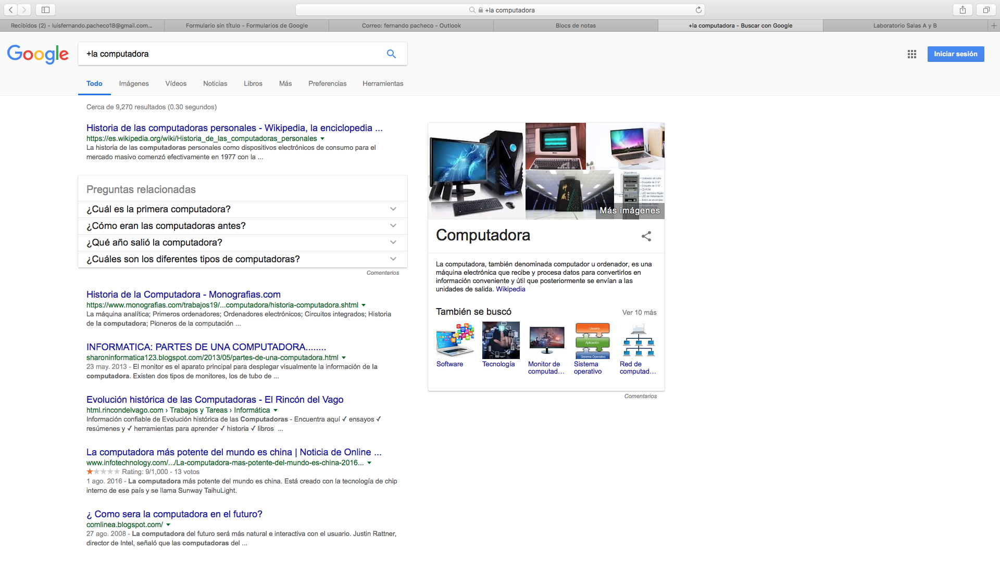 +la computadora
Recibidos (2) - luisfernando.pacheco18@gmail.com...
Formulario sin título - Formularios de Google
Correo: fernando pacheco - Outlook
Blocs de notas
+la computadora - Buscar con Google
Laboratorio Salas A y B
Google
+la computadora
Iniciar sesión
Todo
Imágenes
Vídeos
Noticias
Libros
Más
Preferencias
Herramientas
Cerca de 9,270 resultados (0.30 segundos)
Historia de las computadoras personales - Wikipedia, la enciclopedia ...
https://es.wikipedia.org/wiki/Historia_de_las_computadoras_personales
La historia de las computadoras personales como dispositivos electrónicos de consumo para el
mercado masivo comenzó efectivamente en 1977 con la ...
Preguntas relacionadas
¿Cuál es la primera computadora?
¿Cómo eran las computadoras antes?
¿Qué año salió la computadora?
¿Cuáles son los diferentes tipos de computadoras?
Comentarios
Historia de la Computadora - Monografias.com
https://www.monografias.com/trabajos19/...computadora/historia-computadora.shtml
La máquina analítica; Primeros ordenadores; Ordenadores electrónicos; Circuitos integrados; Historia
de la computadora; Pioneros de la computación ...
INFORMATICA: PARTES DE UNA COMPUTADORA........
sharoninformatica123.blogspot.com/2013/05/partes-de-una-computadora.html
23 may. 2013 - El monitor es el aparato principal para desplegar visualmente la información de la
computadora. Existen dos tipos de monitores, los de tubo de ...
Evolución histórica de las Computadoras - El Rincón del Vago
html.rincondelvago.com › Trabajos y Tareas › Informática
Información confiable de Evolución histórica de las Computadoras - Encuentra aquí ✓ ensayos ✓
resúmenes y ✓ herramientas para aprender ✓ historia ✓ libros ...
La computadora más potente del mundo es china | Noticia de Online ...
www.infotechnology.com/.../La-computadora-mas-potente-del-mundo-es-china-2016...
Rating: 9/1,000 - 13 votos
1 ago. 2016 - La computadora más potente del mundo es china. Está creado con la tecnología de chip
interno de ese país y se llama Sunway TaihuLight.
¿ Como sera la computadora en el futuro?
comlinea.blogspot.com/
27 ago. 2008 - La computadora del futuro será más natural e interactiva con el usuario. Justin Rattner,
director de Intel, señaló que las computadoras del ...
神威
Más imágenes
Computadora
La computadora, también denominada computador u ordenador, es una
máquina electrónica que recibe y procesa datos para convertirlos en
información conveniente y útil que posteriormente se envían a las
unidades de salida. Wikipedia
También se buscó
Ver 10 más
Usuario
Aplicación
Sistema Operativo
Software
Tecnología
Monitor de
computad...
Sistema
operativo
Red de
computad...
Comentarios